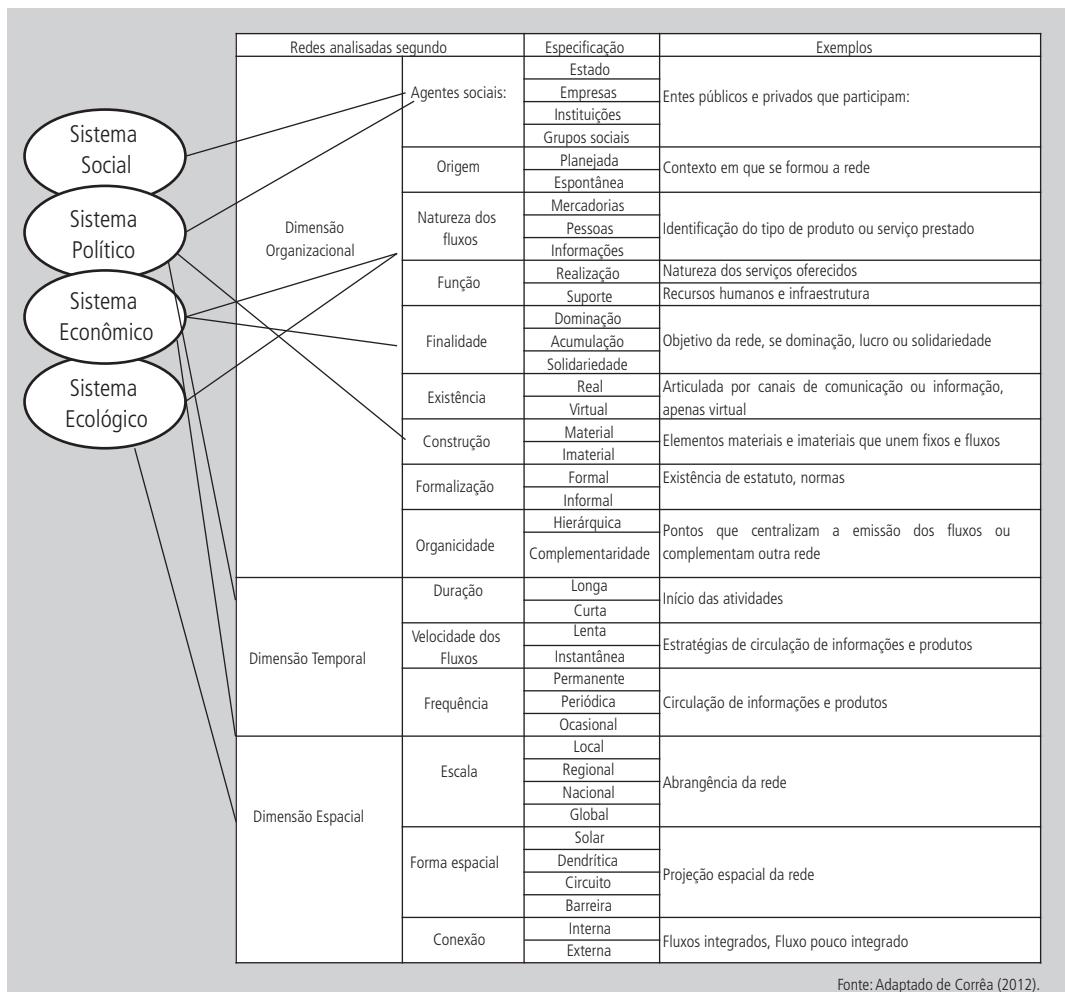 Redes analisadas segundo Especificação Exemplos
Sistema
Social
Sistema
Político
Sistema
Econômico
Sistema
Ecológico
Dimensão
Organizacional
Agentes sociais:
Estado
Empresas
Instituições
Grupos sociais
Entes públicos e privados que participam:
Origem
Planejada
Espontânea
Contexto em que se formou a rede
Natureza dos
fluxos
Mercadorias
Pessoas
Informações
Identificação do tipo de produto ou serviço prestado
Função
Realização
Natureza dos serviços oferecidos
Suporte
Recursos humanos e infraestrutura
Finalidade
Dominação
Acumulação
Solidariedade
Objetivo da rede, se dominação, lucro ou solidariedade
Existência
Real
Virtual
Articulada por canais de comunicação ou informação,
apenas virtual
Construção
Material
Imaterial
Elementos materiais e imateriais que unem fixos e fluxos
Formalização
Formal
Informal
Existência de estatuto, normas
Organicidade
Hierárquica
Complementaridade
Pontos que centralizam a emissão dos fluxos ou
complementam outra rede
Dimensão Temporal
Duração
Longa
Curta
Início das atividades
Velocidade dos
Fluxos
Lenta
Instantânea
Estratégias de circulação de informações e produtos
Frequência
Permanente
Periódica
Ocasional
Circulação de informações e produtos
Dimensão Espacial
Escala
Local
Regional
Nacional
Global
Abrangência da rede
Forma espacial
Solar
Dendrítica
Circuito
Barreira
Projeção espacial da rede
Conexão
Interna
Externa
Fluxos integrados, Fluxo pouco integrado
Fonte: Adaptado de Corrêa (2012).